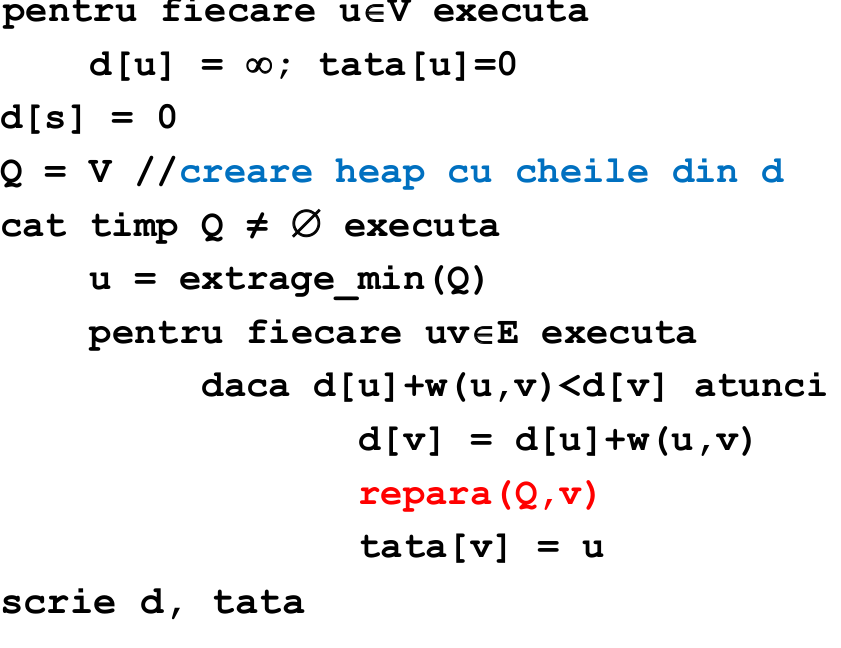 pentru fiecare u∈V executa
d[u] = ∞; tata[u]=0
d[s] = 0
Q = V //creare heap cu cheile din d
cat timp Q ≠ ∅ executa
u = extrage_min(Q)
pentru fiecare uv∈E executa
daca d[u]+w(u,v)<d[v] atunci
d[v] = d[u]+w(u,v)
repara(Q,v)
tata[v] = u
scrie d, tata